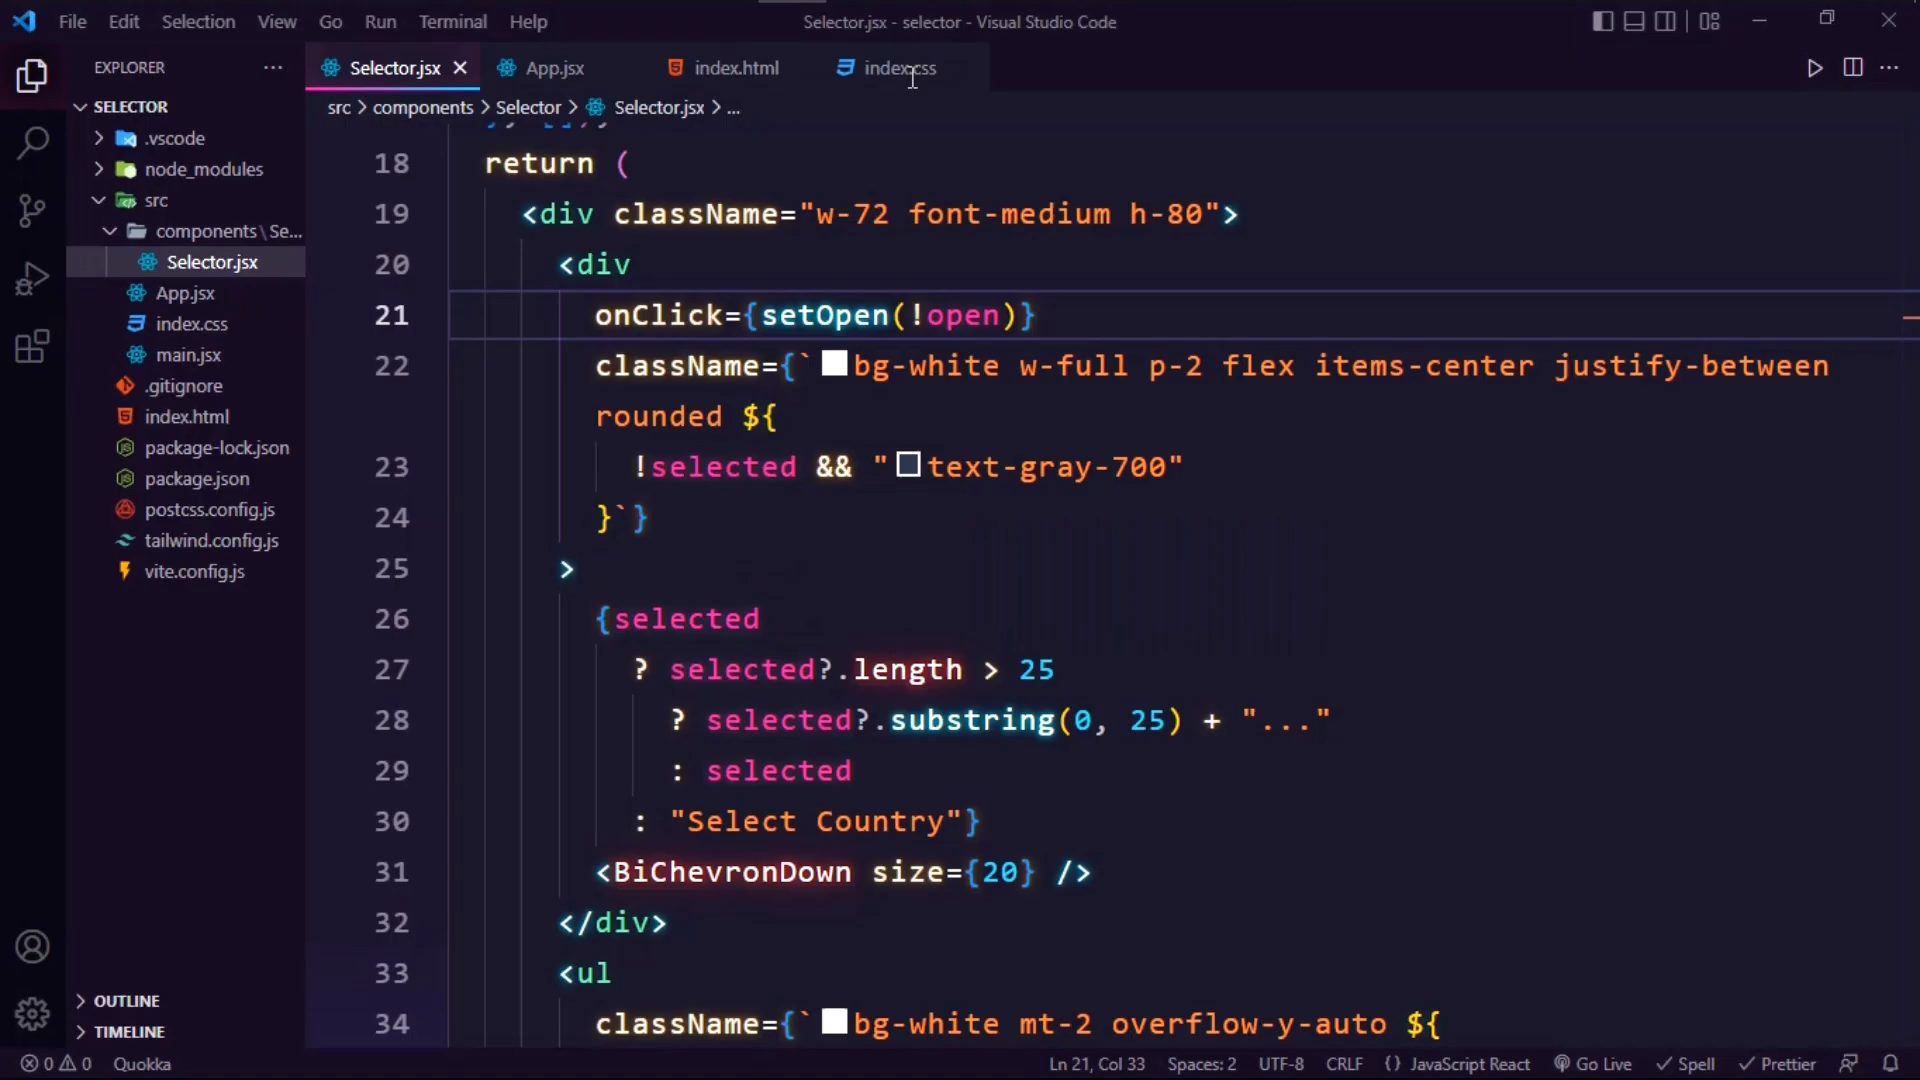 File Edit Selection View Go Run Terminal Help
Selector.jsx - selector - Visual Studio Code
EXPLORER
SELECTOR
.vscode
node_modules
src
components\Se...
Selector.jsx
App.jsx
index.css
main.jsx
.gitignore
index.html
package-lock.json
package.json
postcss.config.js
tailwind.config.js
vite.config.js
OUTLINE
TIMELINE
Selector.jsx App.jsx index.html index.css
src > components > Selector > Selector.jsx > ...
18 return (
19 <div className="w-72 font-medium h-80">
20 <div
21 onClick={setOpen(!open)}
22 className={`bg-white w-full p-2 flex items-center justify-between
rounded ${
23 !selected && "text-gray-700"
24 }`}
25 >
26 {selected
27 ? selected?.length > 25
28 ? selected?.substring(0, 25) + "..."
29 : selected
30 : "Select Country"}
31 <BiChevronDown size={20} />
32 </div>
33 <ul
34 className={`bg-white mt-2 overflow-y-auto ${
0 0 Quokka Ln 21, Col 33 Spaces: 2 UTF-8 CRLF {} JavaScript React Go Live Spell Prettier